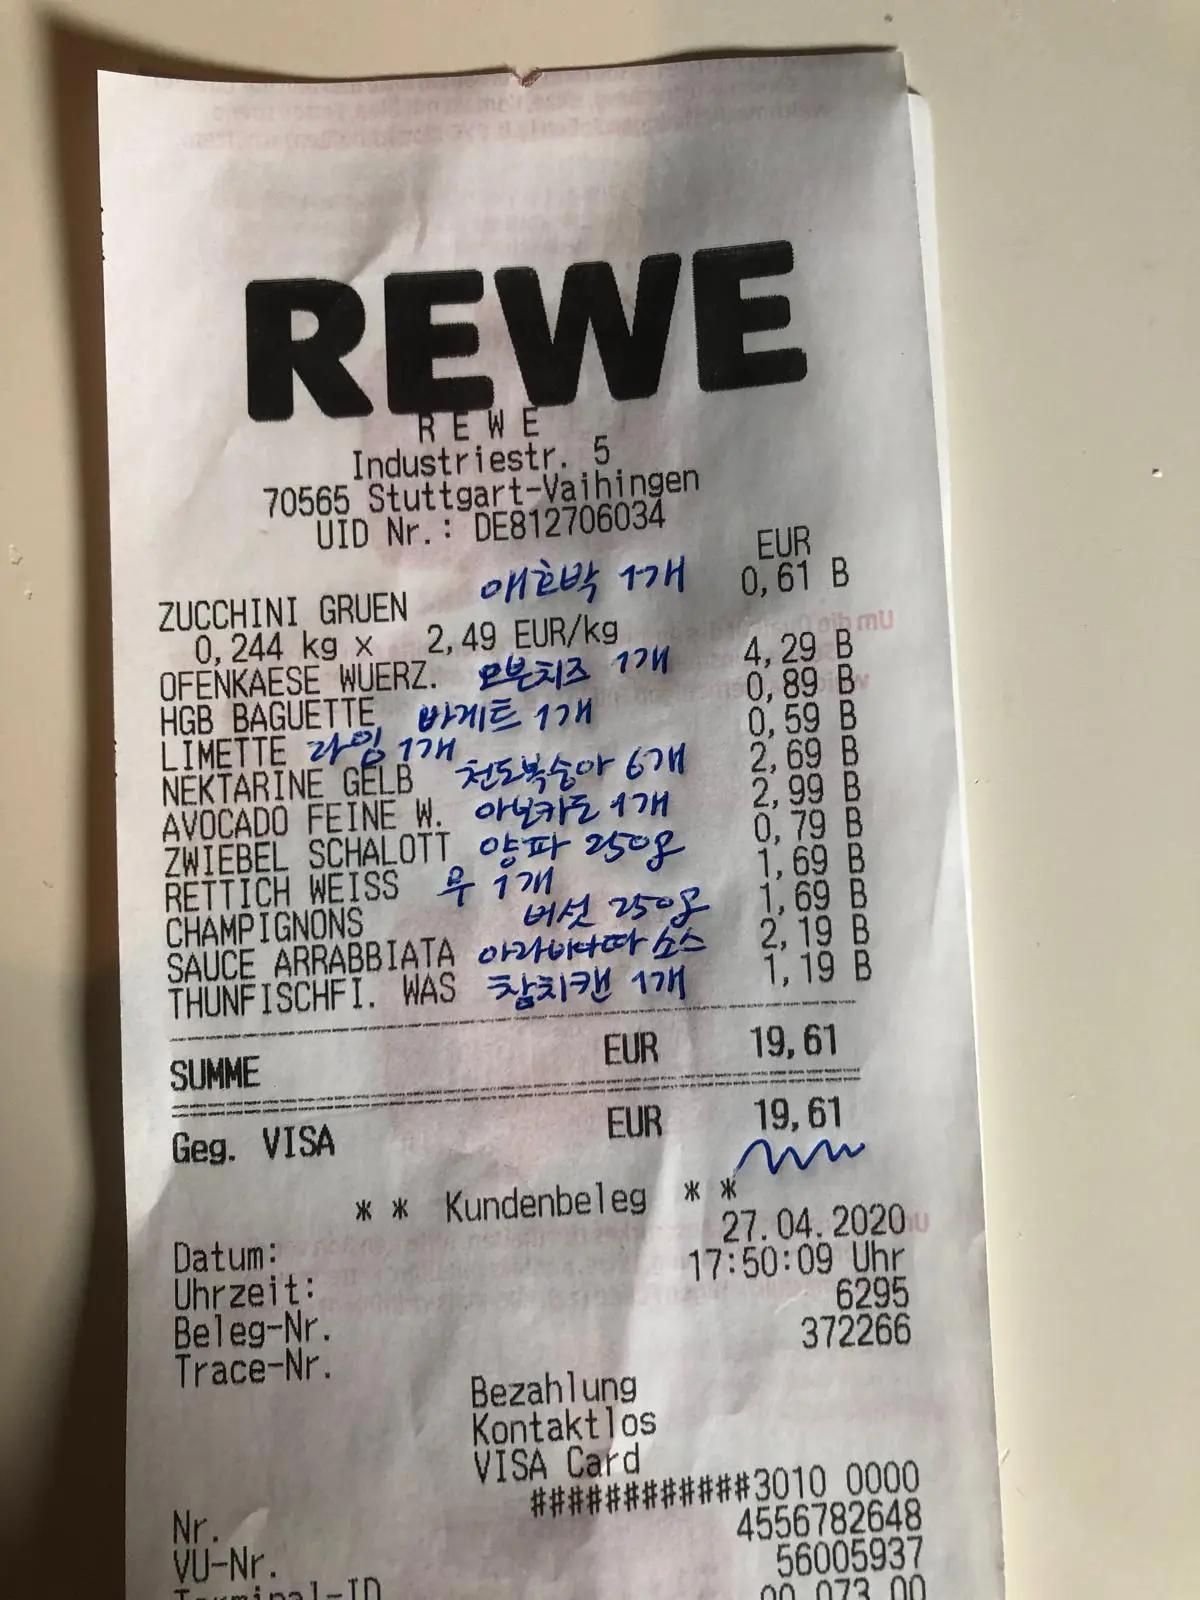 REWE
R E W E
Industriestr. 5
70565 Stuttgart-Vaihingen
UID Nr.: DE812706034
EUR
ZUCCHINI GRUEN 애호박 1개 0,61 B
0,244 kg x 2,49 EUR/kg
OFENKAESE WUERZ. 오븐치즈 1개 4,29 B
HGB BAGUETTE 바게트 1개 0,89 B
LIMETTE 라임 1개 0,59 B
NEKTARINE GELB 천도복숭아 6개 2,69 B
AVOCADO FEINE W. 아보카도 1개 2,99 B
ZWIEBEL SCHALOTT 양파 250g 0,79 B
RETTICH WEISS 무 1개 1,69 B
CHAMPIGNONS 버섯 250g 1,69 B
SAUCE ARRABBIATA 소스 2,19 B
THUNFISCHFI. WAS 참치캔 1개 1,19 B
SUMME EUR 19,61
Geg. VISA EUR 19,61
* * Kundenbeleg * *
Datum: 27.04.2020
Uhrzeit: 17:50:09 Uhr
Beleg-Nr. 6295
Trace-Nr. 372266
Bezahlung
Kontaktlos
VISA Card
Nr. ############3010 0000
VU-Nr. 4556782648
Terminal-ID 56005937
00 073 00